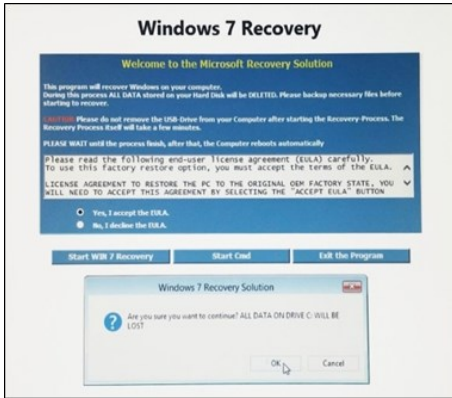 Windows 7 Recovery
Welcome to the Microsoft Recovery Solution
This program will recover Windows on your computer.
During this process ALL DATA stored on your Hard Disk will be DELETED. Please backup necessary files before
starting to recover.
CAUTION: Please do not remove the USB-Drive from your Computer after starting the Recovery-Process. The
Recovery Process itself will take a few minutes.
PLEASE WAIT until the process finish, after that, the Computer reboots automatically
Please read the following end-user license agreement (EULA) carefully.
To use this factory restore option, you must accept the terms of the EULA.
LICENSE AGREEMENT TO RESTORE THE PC TO THE ORIGINAL OEM FACTORY STATE, YOU
WILL NEED TO ACCEPT THIS AGREEMENT BY SELECTING THE "ACCEPT EULA" BUTTON
Yes, I accept the EULA.
No, I decline the EULA.
Start WIN 7 Recovery
Start Cmd
Exit the Program
Windows 7 Recovery Solution
Are you sure you want to continue? ALL DATA ON DRIVE C: WILL BE
LOST
OK
Cancel